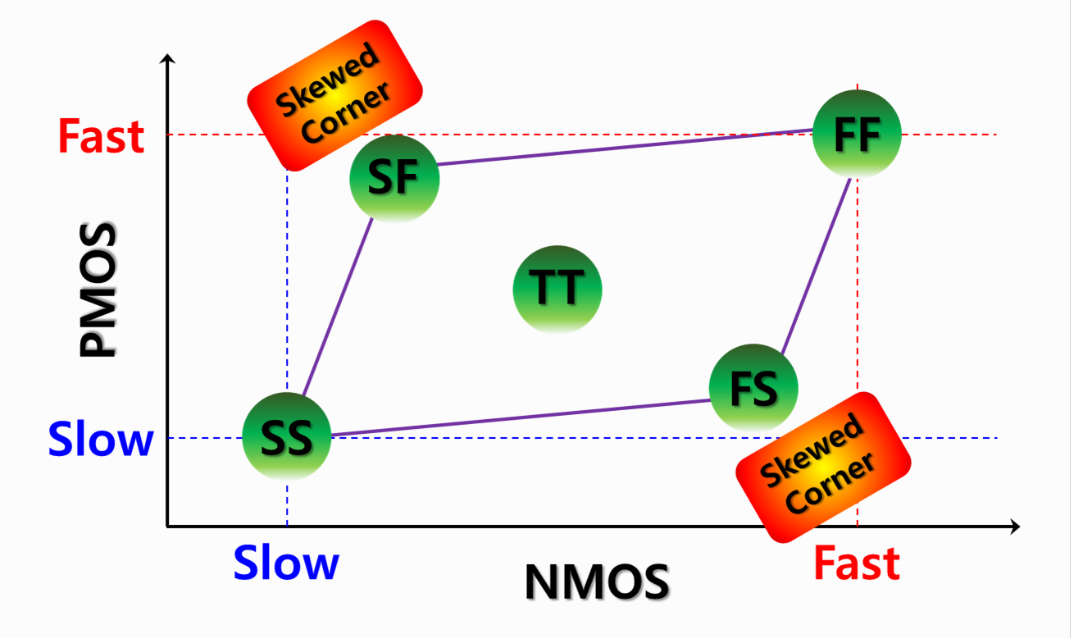 Skewed
Corner
Fast
SF
FF
PMOS
TT
FS
Slow
SS
Skewed
Corner
Slow
NMOS
Fast